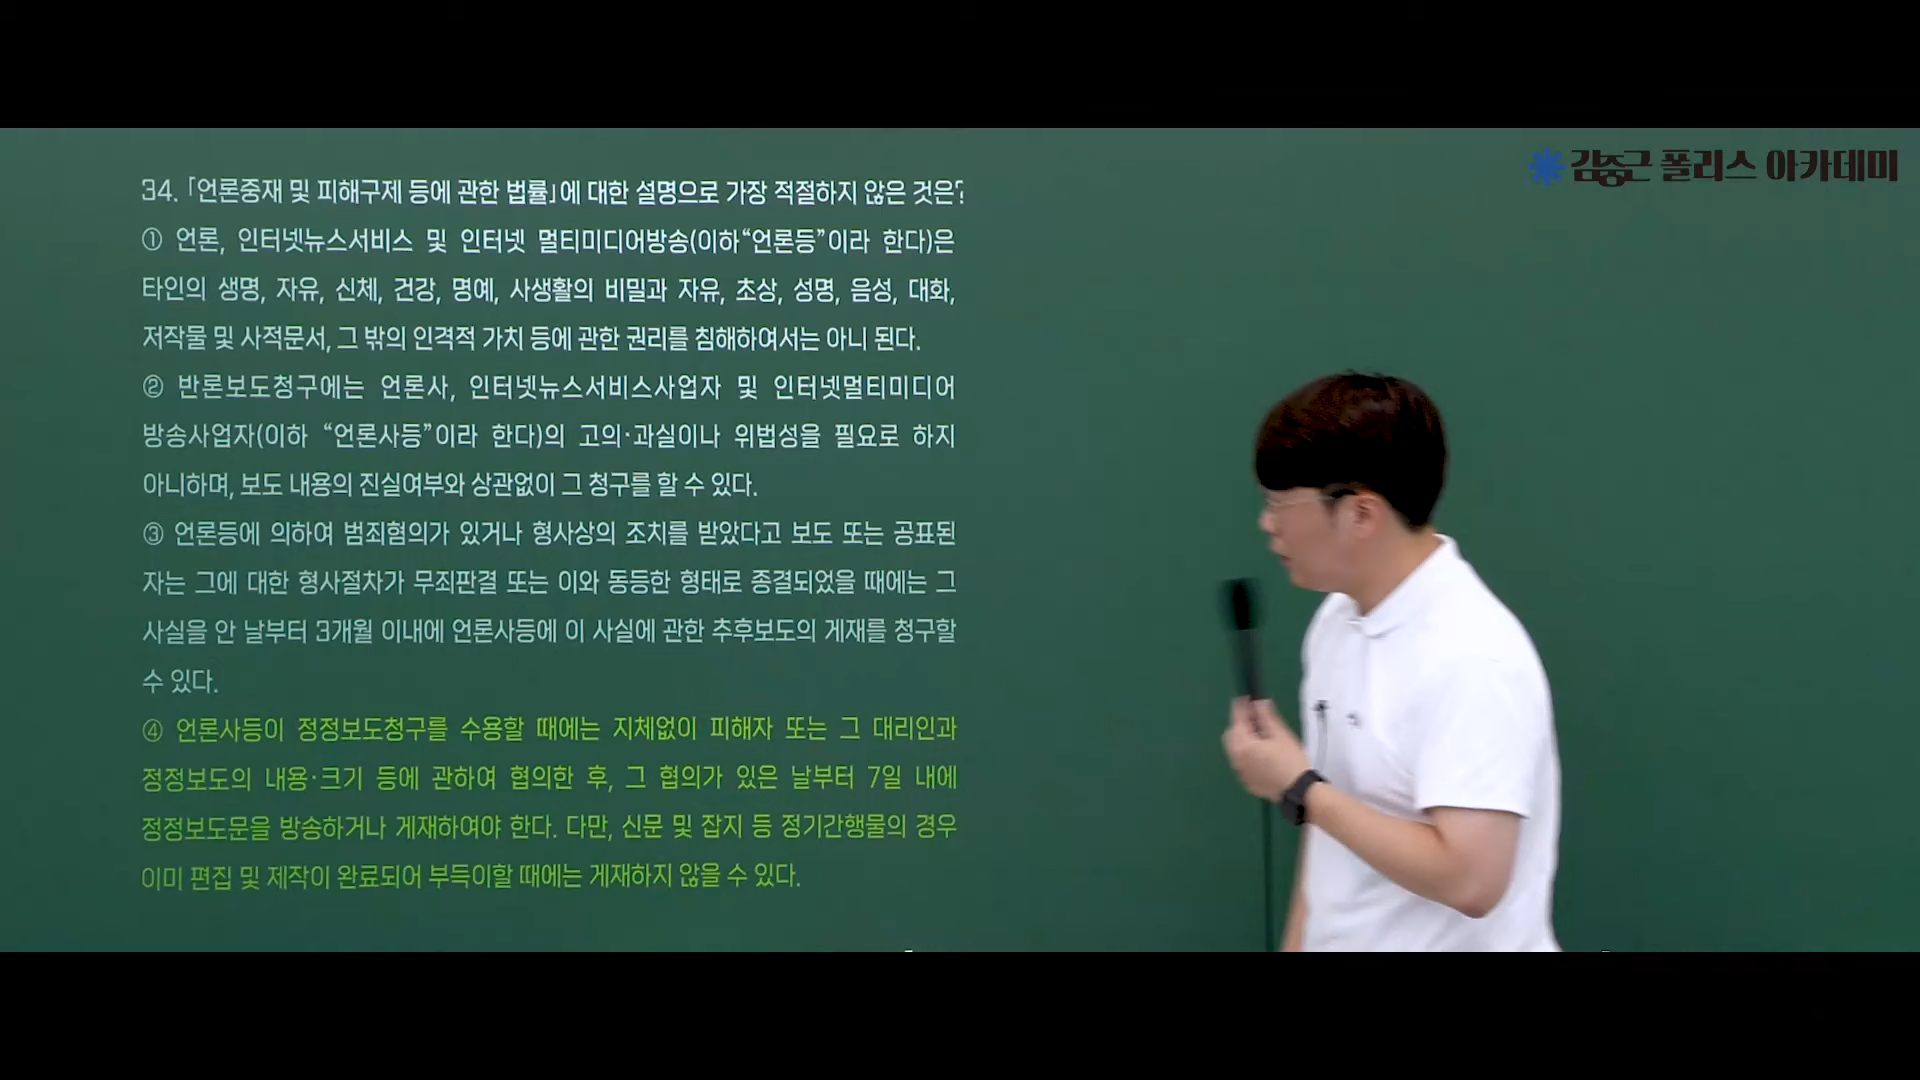 김중근 폴리스 아카데미
34. 「언론중재 및 피해구제 등에 관한 법률」에 대한 설명으로 가장 적절하지 않은 것은?
① 언론, 인터넷뉴스서비스 및 인터넷 멀티미디어방송(이하“언론등”이라 한다)은
타인의 생명, 자유, 신체, 건강, 명예, 사생활의 비밀과 자유, 초상, 성명, 음성, 대화,
저작물 및 사적문서, 그 밖의 인격적 가치 등에 관한 권리를 침해하여서는 아니 된다.
② 반론보도청구에는 언론사, 인터넷뉴스서비스사업자 및 인터넷멀티미디어
방송사업자(이하 “언론사등”이라 한다)의 고의·과실이나 위법성을 필요로 하지
아니하며, 보도 내용의 진실여부와 상관없이 그 청구를 할 수 있다.
③ 언론등에 의하여 범죄혐의가 있거나 형사상의 조치를 받았다고 보도 또는 공표된
자는 그에 대한 형사절차가 무죄판결 또는 이와 동등한 형태로 종결되었을 때에는 그
사실을 안 날부터 3개월 이내에 언론사등에 이 사실에 관한 추후보도의 게재를 청구할
수 있다.
④ 언론사등이 정정보도청구를 수용할 때에는 지체없이 피해자 또는 그 대리인과
정정보도의 내용·크기 등에 관하여 협의한 후, 그 협의가 있은 날부터 7일 내에
정정보도문을 방송하거나 게재하여야 한다. 다만, 신문 및 잡지 등 정기간행물의 경우
이미 편집 및 제작이 완료되어 부득이할 때에는 게재하지 않을 수 있다.